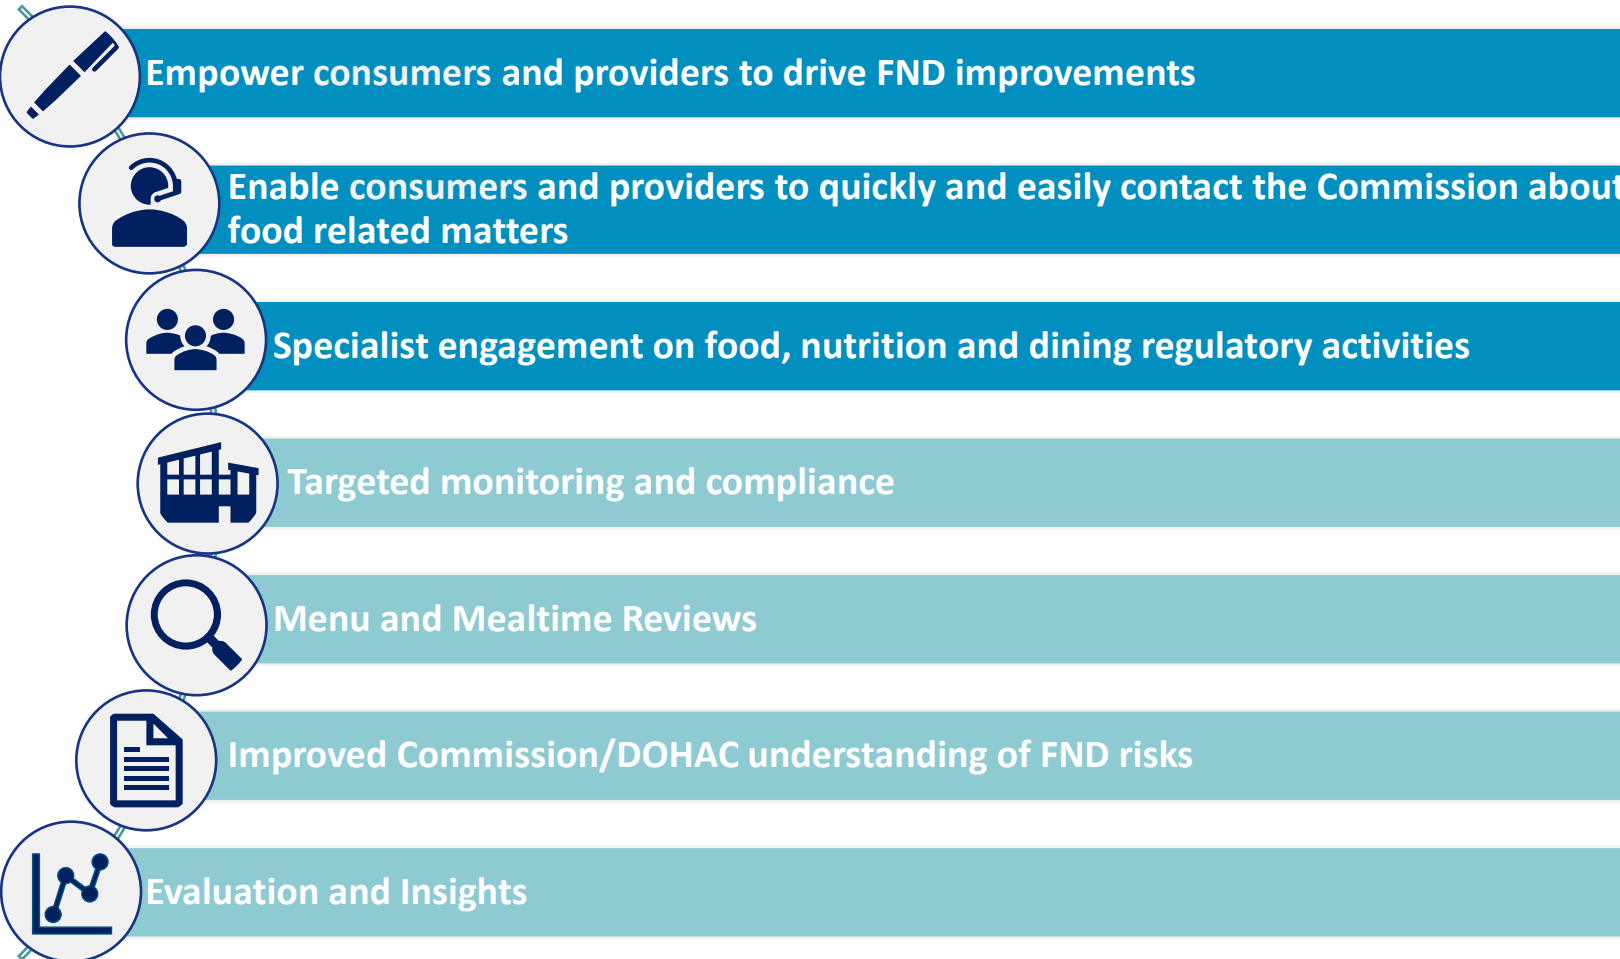 Empower consumers and providers to drive FND improvements
Enable consumers and providers to quickly and easily contact the Commission about
food related matters
Specialist engagement on food, nutrition and dining regulatory activities
Targeted monitoring and compliance
Menu and Mealtime Reviews
Improved Commission/DOHAC understanding of FND risks
Evaluation and Insights